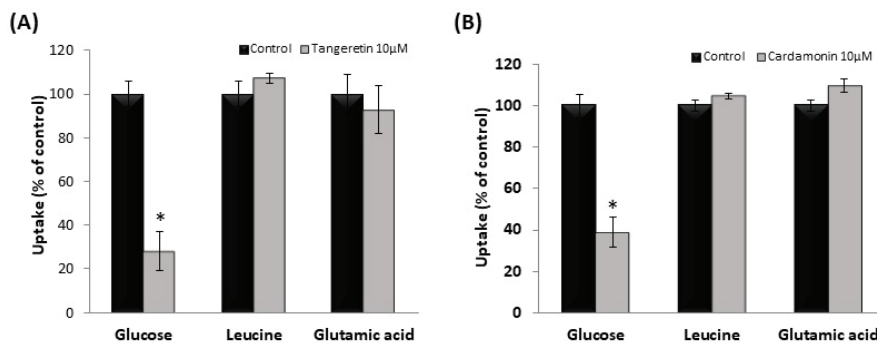 (A)
Control Tangeretin 10µM
Uptake (% of control)
120
100
80
60
40
20
0
*
Glucose Leucine Glutamic acid
(B)
Control Cardamonin 10µM
Uptake (% of control)
120
100
80
60
40
20
0
*
Glucose Leucine Glutamic acid